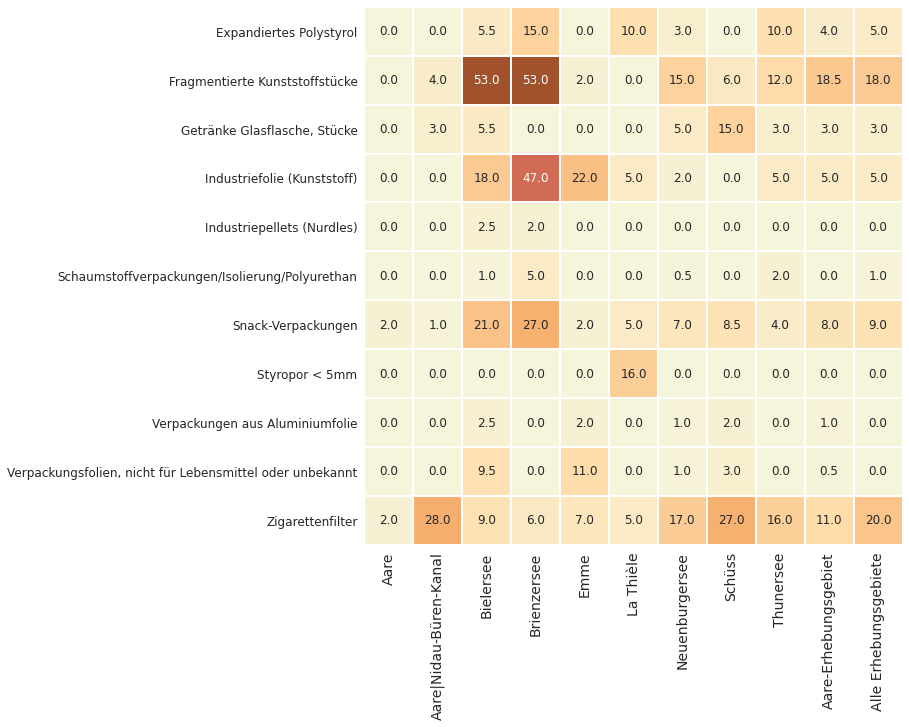 Expandiertes Polystyrol 0.0 0.0 5.5 15.0 0.0 10.0 3.0 0.0 10.0 4.0 5.0
Fragmentierte Kunststoffstücke 0.0 4.0 53.0 53.0 2.0 0.0 15.0 6.0 12.0 18.5 18.0
Getränke Glasflasche, Stücke 0.0 3.0 5.5 0.0 0.0 0.0 5.0 15.0 3.0 3.0 3.0
Industriefolie (Kunststoff) 0.0 0.0 18.0 47.0 22.0 5.0 2.0 0.0 5.0 5.0 5.0
Industriepellets (Nurdles) 0.0 0.0 2.5 2.0 0.0 0.0 0.0 0.0 0.0 0.0 0.0
Schaumstoffverpackungen/Isolierung/Polyurethan 0.0 0.0 1.0 5.0 0.0 0.0 0.5 0.0 2.0 0.0 1.0
Snack-Verpackungen 2.0 1.0 21.0 27.0 2.0 5.0 7.0 8.5 4.0 8.0 9.0
Styropor < 5mm 0.0 0.0 0.0 0.0 0.0 16.0 0.0 0.0 0.0 0.0 0.0
Verpackungen aus Aluminiumfolie 0.0 0.0 2.5 0.0 2.0 0.0 1.0 2.0 0.0 1.0 0.0
Verpackungsfolien, nicht für Lebensmittel oder unbekannt 0.0 0.0 9.5 0.0 11.0 0.0 1.0 3.0 0.0 0.5 0.0
Zigarettenfilter 2.0 28.0 9.0 6.0 7.0 5.0 17.0 27.0 16.0 11.0 20.0
Aare
Aare|Nidau-Büren-Kanal
Bielersee
Brienzersee
Emme
La Thièle
Neuenburgersee
Schüss
Thunersee
Aare-Erhebungsgebiet
Alle Erhebungsgebiete